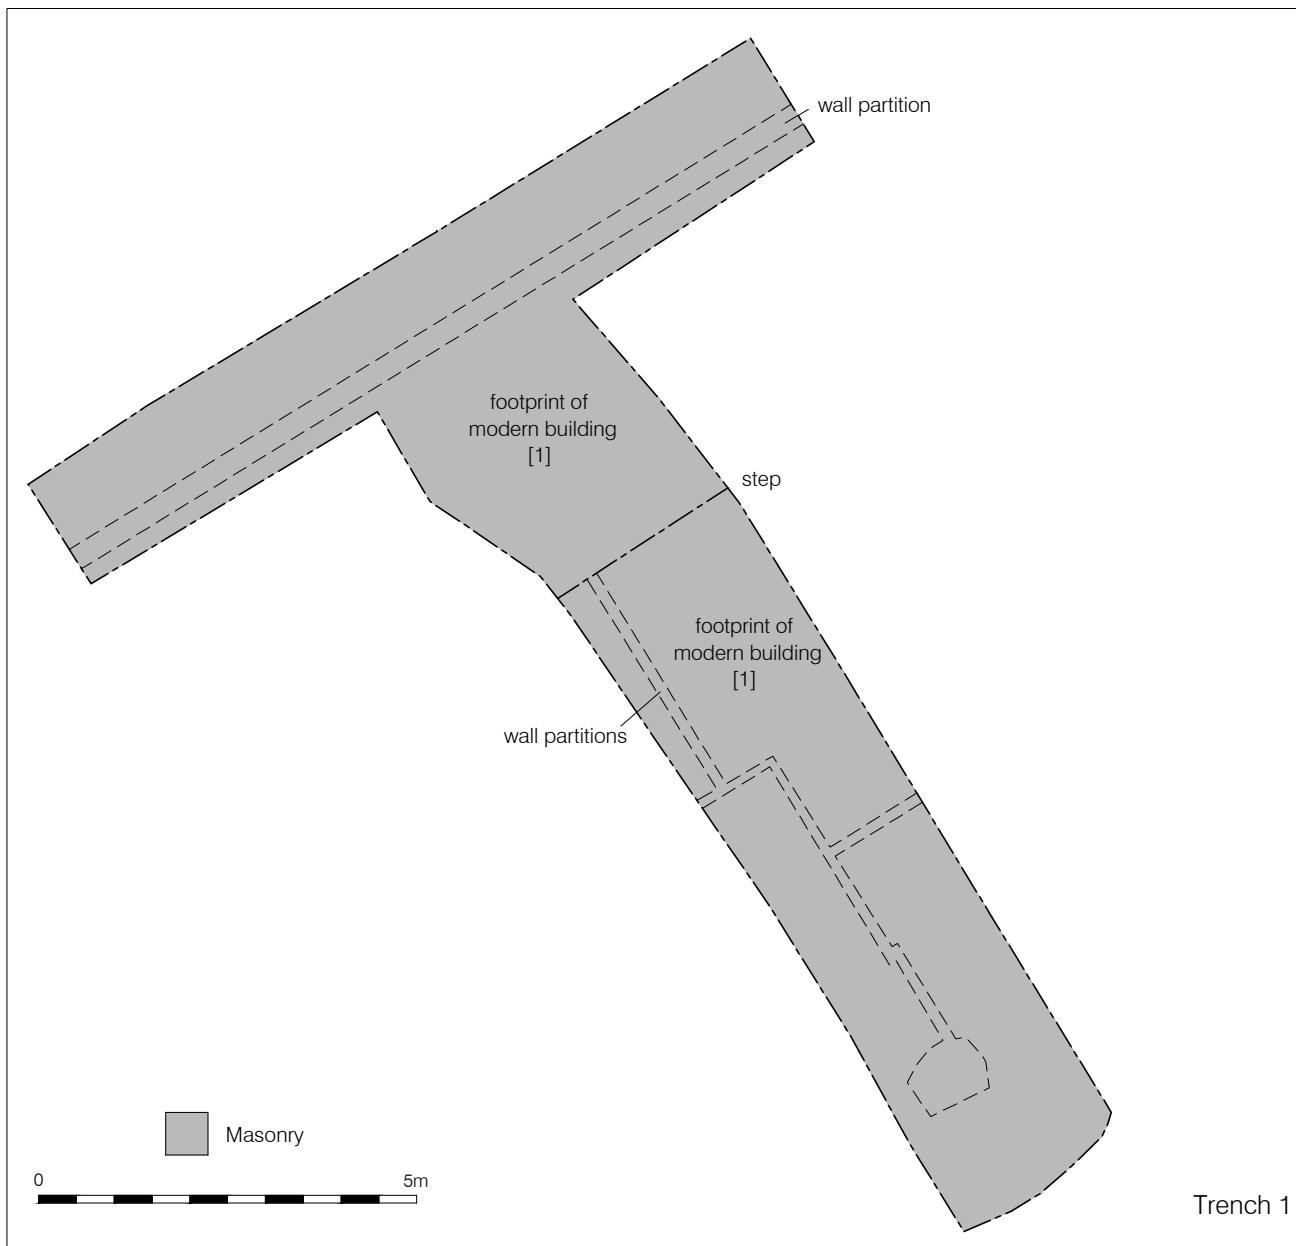 wall partition
footprint of
modern building
[1]
step
footprint of
modern building
[1]
wall partitions
Masonry
0
5m
Trench 1